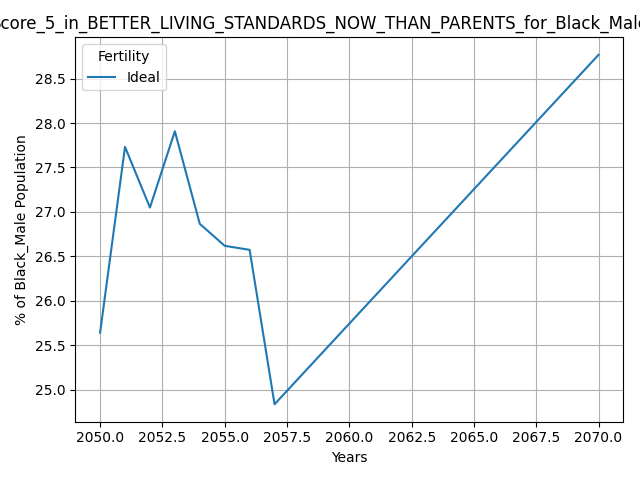 core_5_in_BETTER_LIVING_STANDARDS_NOW_THAN_PARENTS_for_Black_Male
Fertility
Ideal
28.5
28.0
27.5
27.0
26.5
26.0
25.5
25.0
% of Black_Male Population
2050.0 2052.5 2055.0 2057.5 2060.0 2062.5 2065.0 2067.5 2070.0
Years